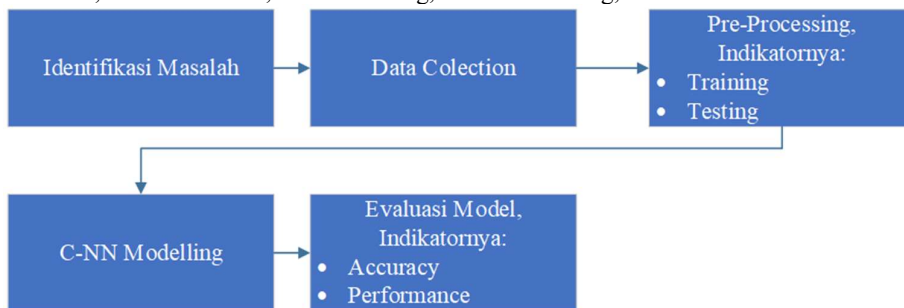 Identifikasi Masalah
Data Colection
Pre-Processing,
Indikatornya:
• Training
• Testing
C-NN Modelling
Evaluasi Model,
Indikatornya:
• Accuracy
• Performance